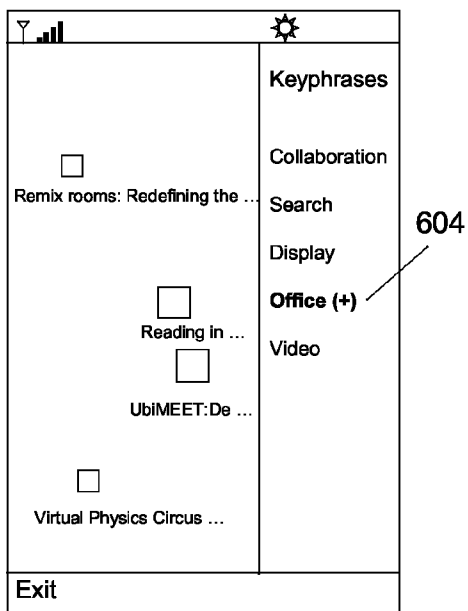 Keyphrases
Collaboration
Remix rooms: Redefining the ...
Search
Display
604
Office (+)
Reading in ...
Video
UbiMEET:De ...
Virtual Physics Circus ...
Exit